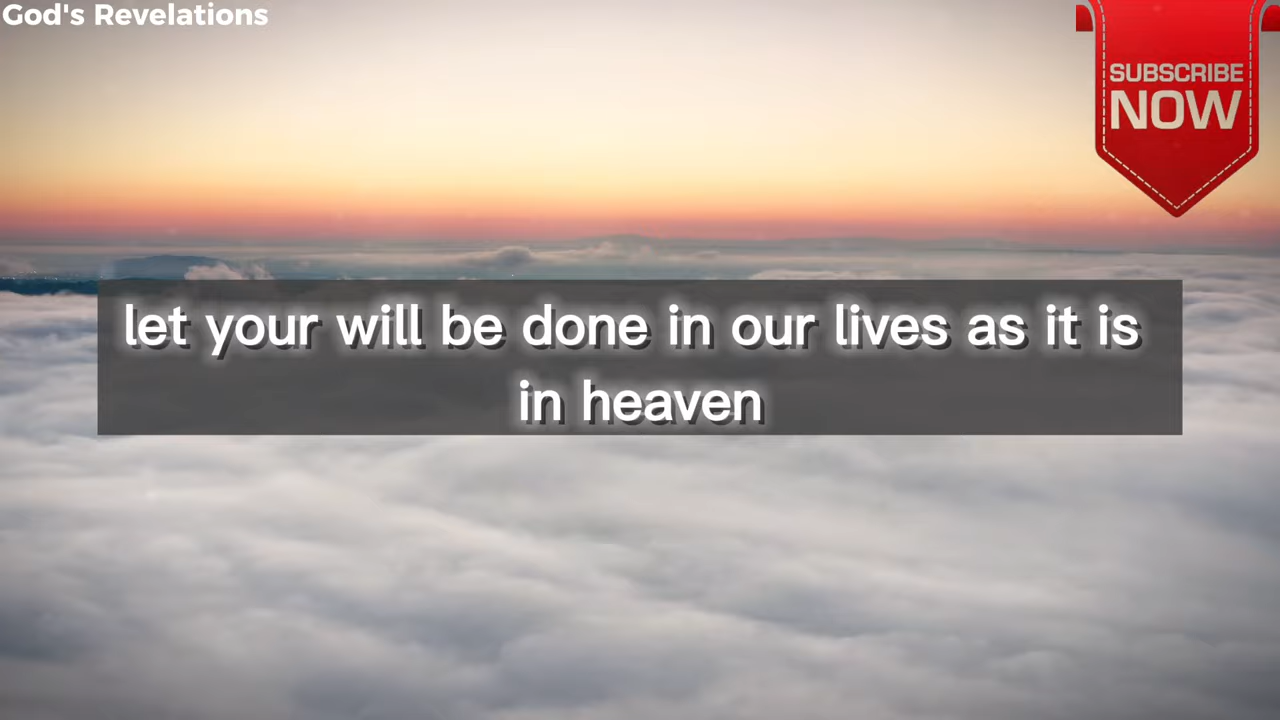 God's Revelations
SUBSCRIBE
NOW
let your will be done in our lives as it is
in heaven